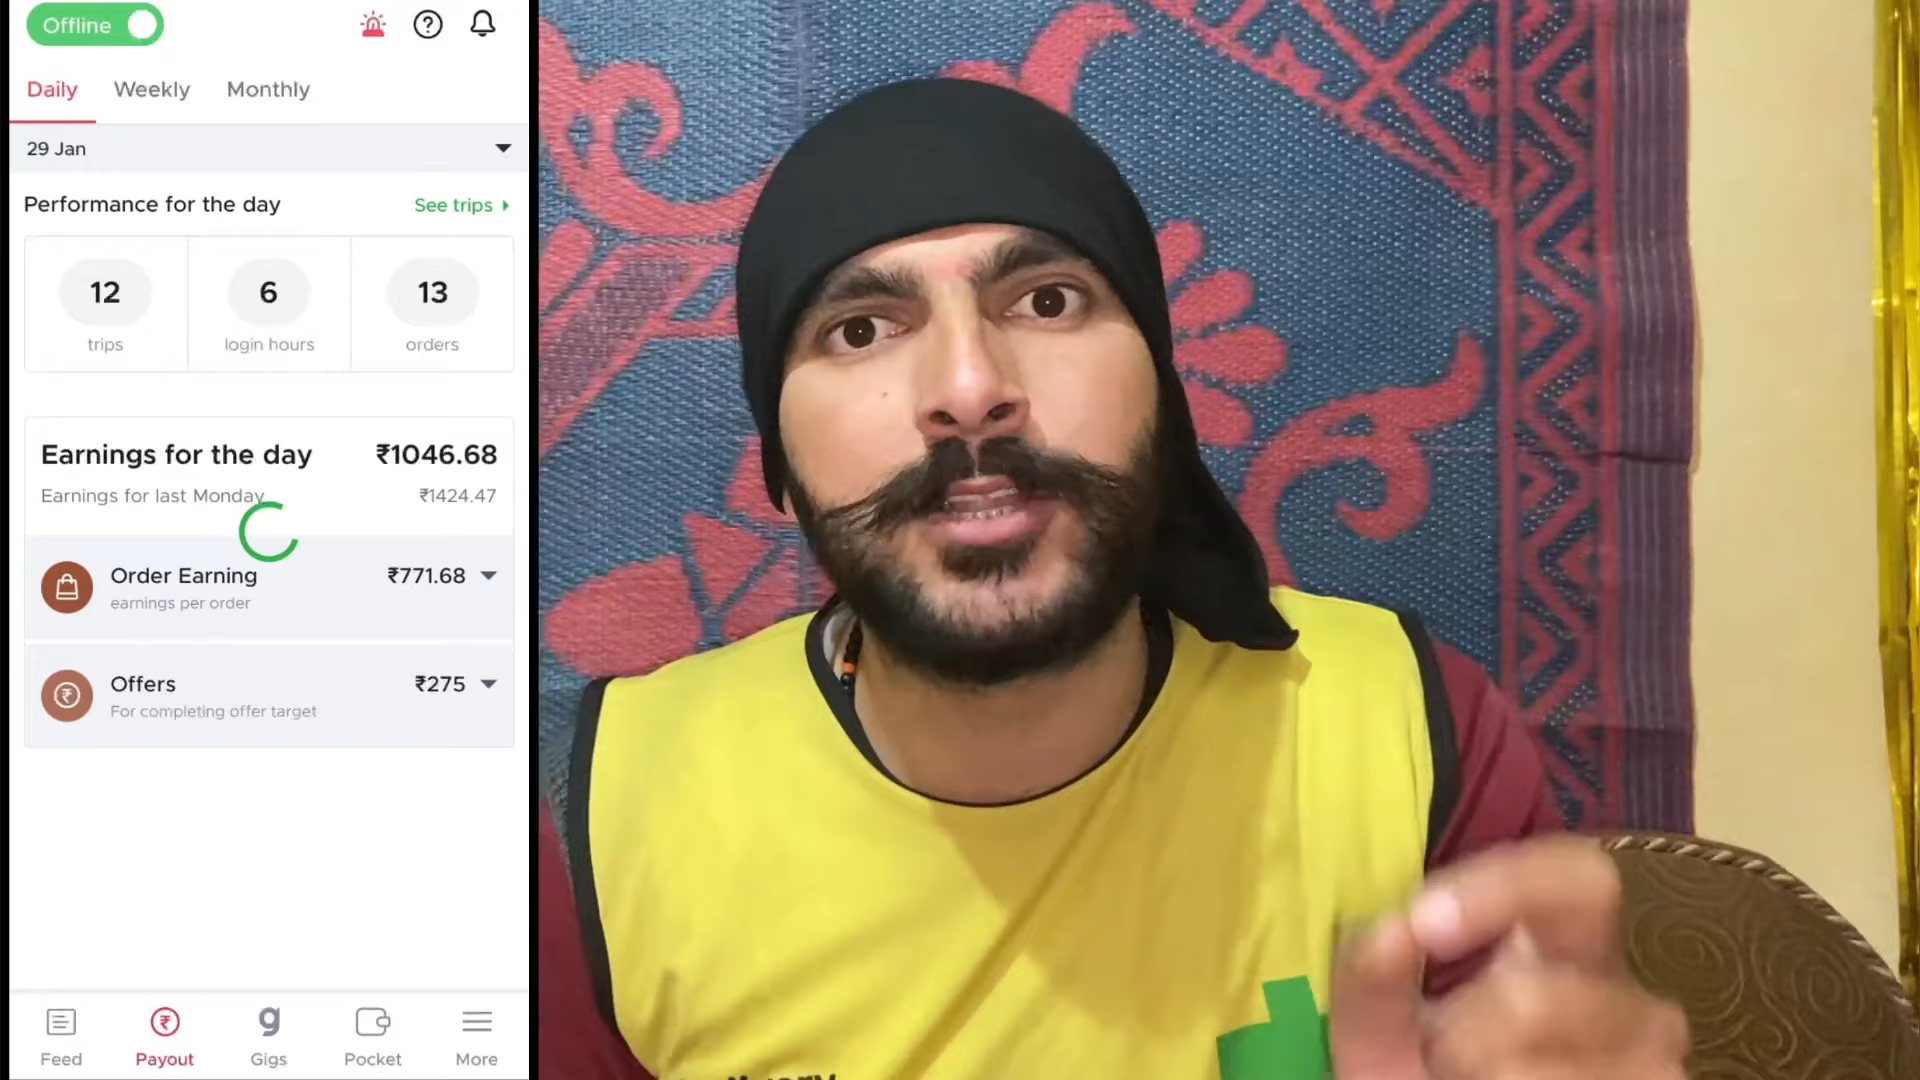 Offline
Daily Weekly Monthly
29 Jan
Performance for the day See trips
12 6 13
trips login hours orders
Earnings for the day ₹1046.68
Earnings for last Monday ₹1424.47
Order Earning ₹771.68
earnings per order
Offers ₹275
For completing offer target
Feed Payout Gigs Pocket More